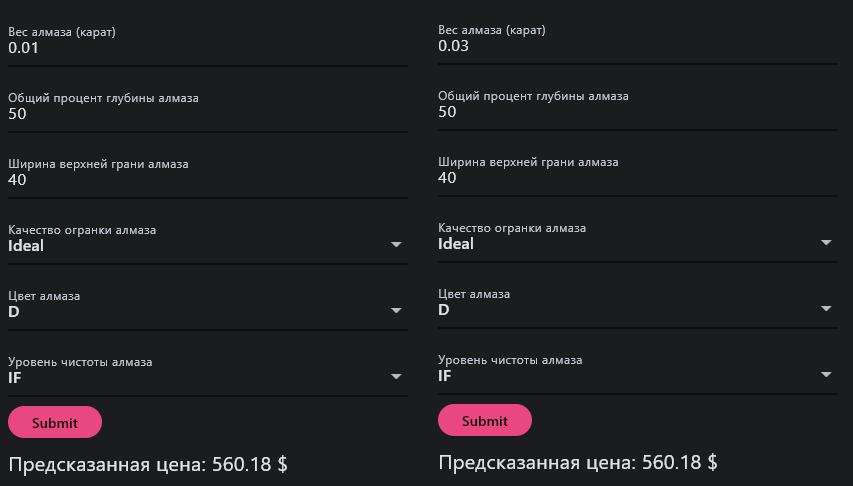 Вес алмаза (карат)
0.01
Общий процент глубины алмаза
50
Ширина верхней грани алмаза
40
Качество огранки алмаза
Ideal
Цвет алмаза
D
Уровень чистоты алмаза
IF
Submit
Предсказанная цена: 560.18 $
Вес алмаза (карат)
0.03
Общий процент глубины алмаза
50
Ширина верхней грани алмаза
40
Качество огранки алмаза
Ideal
Цвет алмаза
D
Уровень чистоты алмаза
IF
Submit
Предсказанная цена: 560.18 $